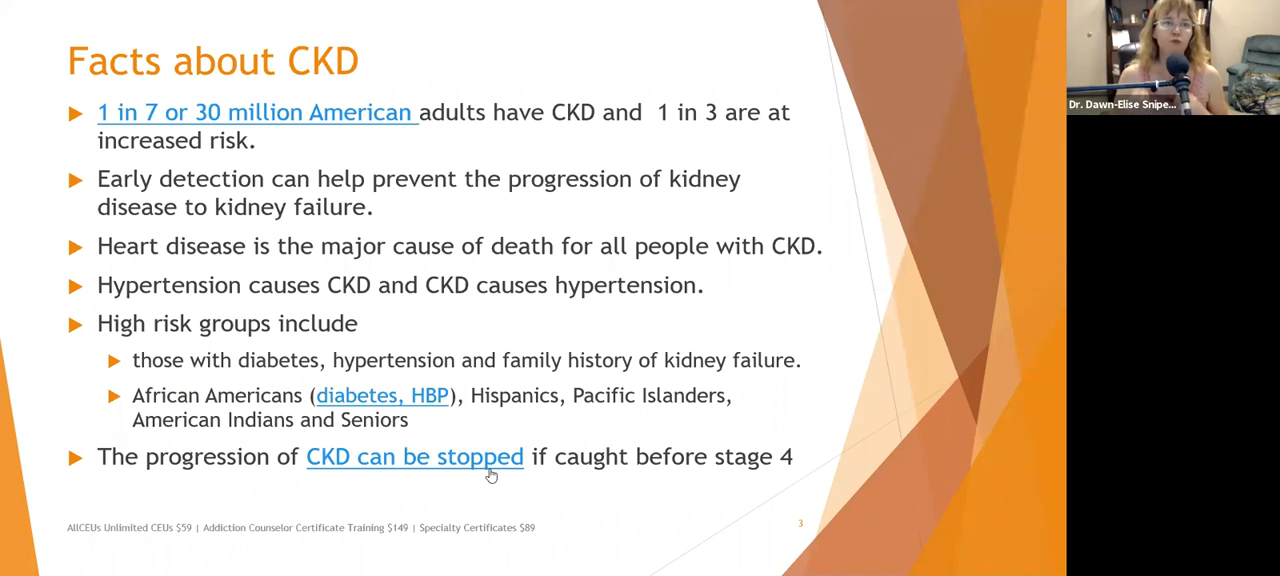 Facts about CKD
1 in 7 or 30 million American adults have CKD and 1 in 3 are at
increased risk.
Early detection can help prevent the progression of kidney
disease to kidney failure.
Heart disease is the major cause of death for all people with CKD.
Hypertension causes CKD and CKD causes hypertension.
High risk groups include
those with diabetes, hypertension and family history of kidney failure.
African Americans (diabetes, HBP), Hispanics, Pacific Islanders,
American Indians and Seniors
The progression of CKD can be stopped if caught before stage 4
AllCEUs Unlimited CEUs $59 | Addiction Counselor Certificate Training $149 | Specialty Certificates $89
3
Dr. Dawn-Elise Snipe...